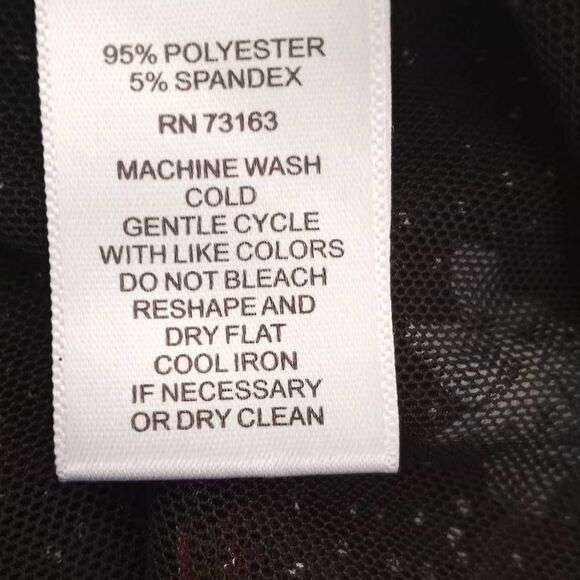 95% POLYESTER
5% SPANDEX
RN 73163
MACHINE WASH
COLD
GENTLE CYCLE
WITH LIKE COLORS
DO NOT BLEACH
RESHAPE AND
DRY FLAT
COOL IRON
IF NECESSARY
OR DRY CLEAN